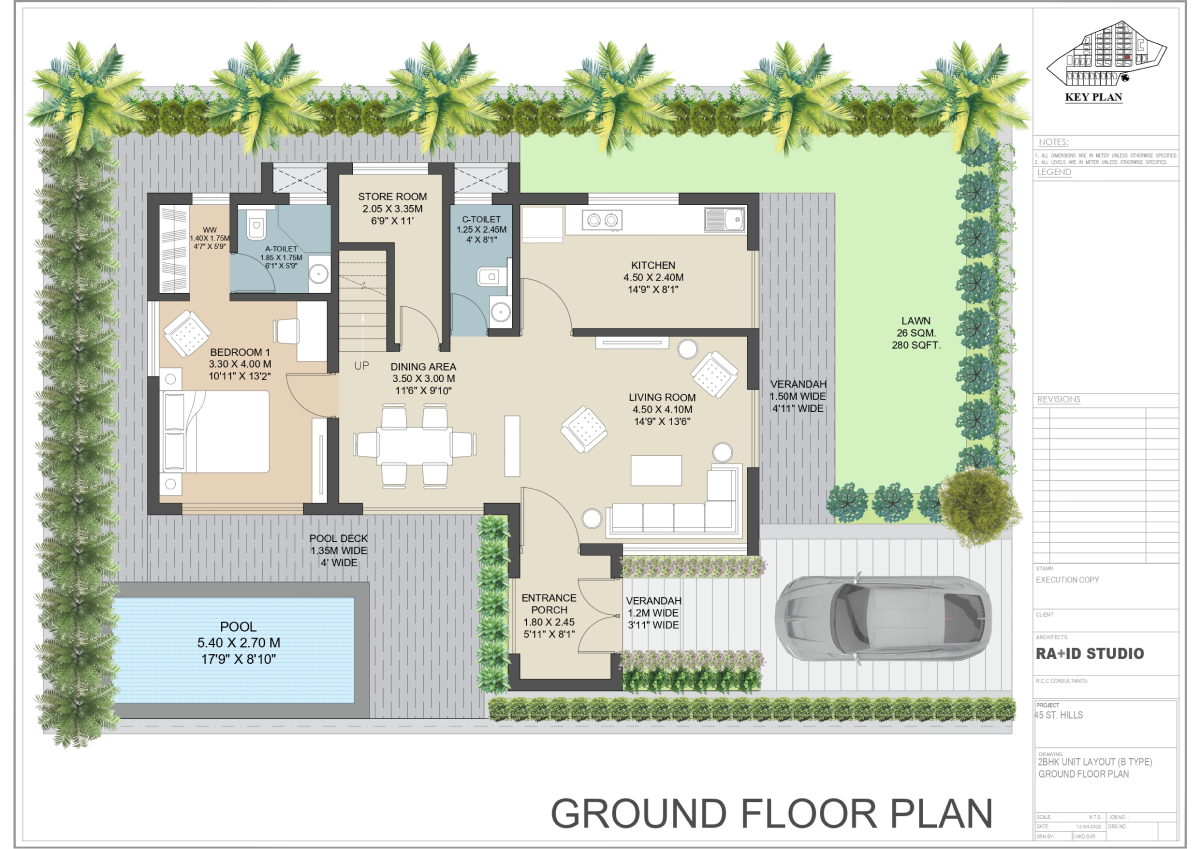 KEY PLAN
NOTES:
1. ALL DIMENSIONS ARE IN METER UNLESS OTHERWISE SPECIFIED.
2. ALL LEVELS ARE IN METER UNLESS OTHERWISE SPECIFIED.
LEGEND
STORE ROOM
2.05 X 3.35M
6'9" X 11'
C-TOILET
1.25 X 2.45M
4' X 8'1"
WW
1.40X 1.75M
4'7" X 5'9"
A-TOILET
1.85 X 1.75M
6'1" X 5'9"
KITCHEN
4.50 X 2.40M
14'9" X 8'1"
LAWN
26 SQM.
280 SQFT.
BEDROOM 1
3.30 X 4.00 M
10'11" X 13'2"
UP
DINING AREA
3.50 X 3.00 M
11'6" X 9'10"
LIVING ROOM
4.50 X 4.10M
14'9" X 13'6"
VERANDAH
1.50M WIDE
4'11" WIDE
REVISIONS
POOL DECK
1.35M WIDE
4' WIDE
ENTRANCE
PORCH
1.80 X 2.45
5'11" X 8'1"
VERANDAH
1.2M WIDE
3'11" WIDE
POOL
5.40 X 2.70 M
17'9" X 8'10"
STAMP:
EXECUTION COPY
CLIENT
ARCHITECTS
RA+ID STUDIO
R.C.C CONSULTANTS:
PROJECT
45 ST. HILLS
DRAWING
2BHK UNIT LAYOUT (B TYPE)
GROUND FLOOR PLAN
SCALE: N.T.S. JOB NO. :
DATE: DRG NO.
DRN BY: CHKD SVR
GROUND FLOOR PLAN